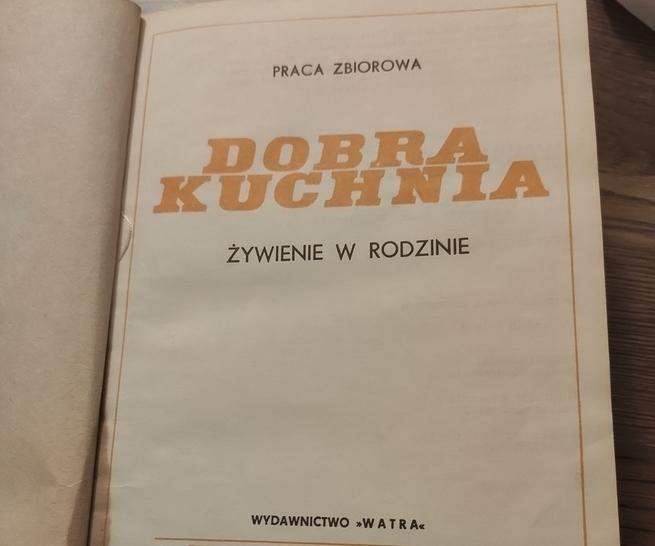 PRACA ZBIOROWA
DOBRA
KUCHNIA
ŻYWIENIE W RODZINIE
WYDAWNICTWO »WATRA«